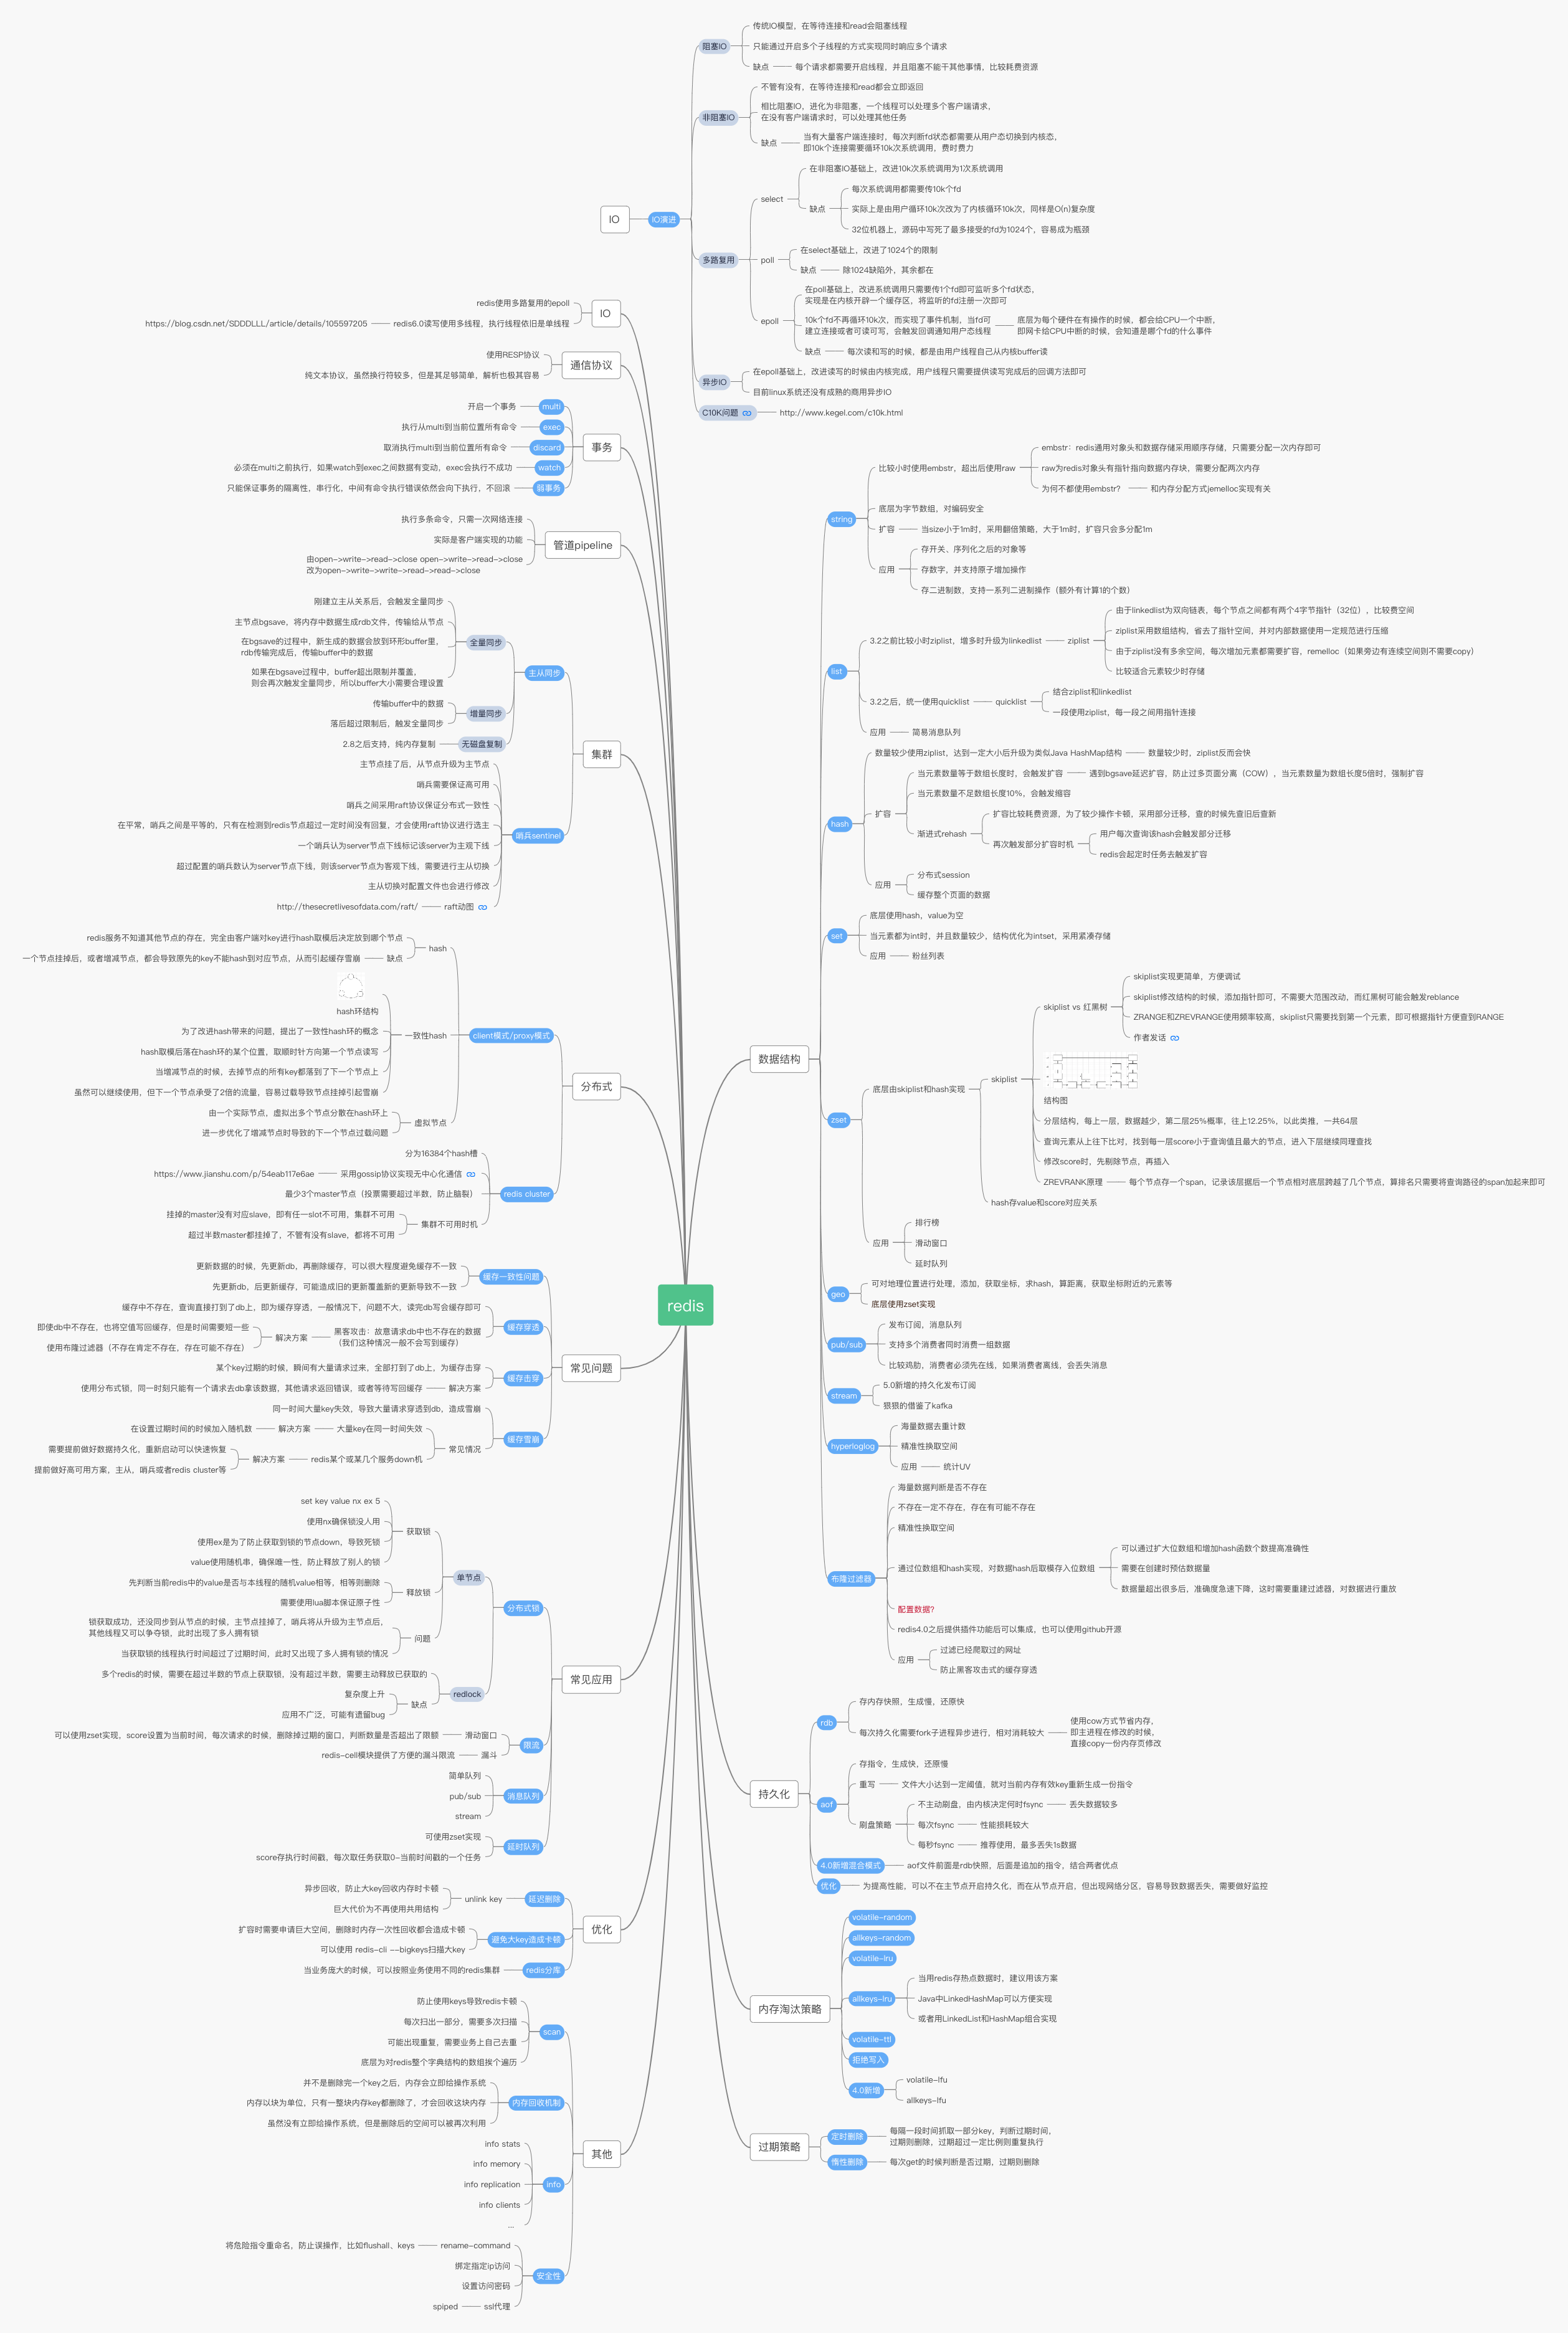 IO
IO演进
阻塞IO
传统IO模型，在等待连接和read会阻塞线程
只能通过开启多个子线程的方式实现同时响应多个请求
缺点
每个请求都需要开启线程，并且阻塞不能干其他事情，比较耗费资源
非阻塞IO
不管有没有，在等待连接和read都会立即返回
相比阻塞IO，进化为非阻塞，一个线程可以处理多个客户端请求，
在没有客户端请求时，可以处理其他任务
缺点
当有大量客户端连接时，每次判断fd状态都需要从用户态切换到内核态，
即10k个连接需要循环10k次系统调用，费时费力
多路复用
select
在非阻塞IO基础上，改进10k次系统调用为1次系统调用
缺点
每次系统调用都需要传10k个fd
实际上是由用户循环10k次改为了内核循环10k次，同样是O(n)复杂度
32位机器上，源码中写死了最多接受的fd为1024个，容易成为瓶颈
poll
在select基础上，改进了1024个的限制
缺点
除1024缺陷外，其余都在
epoll
在poll基础上，改进系统调用只需要传1个fd即可监听多个fd状态，
实现是在内核开辟一个缓存区，将监听的fd注册一次即可
10k个fd不再循环10k次，而实现了事件机制，当fd可
建立连接或者可读可写，会触发回调通知用户态线程
底层为每个硬件在有操作的时候，都会给CPU一个中断，
即网卡给CPU中断的时候，会知道是哪个fd的什么事件
缺点
每次读和写的时候，都是由用户线程自己从内核buffer读
异步IO
在epoll基础上，改进读写的时候由内核完成，用户线程只需要提供读写完成后的回调方法即可
目前linux系统还没有成熟的商用异步IO
C10K问题
http://www.kegel.com/c10k.html
redis
IO
redis使用多路复用的epoll
redis6.0读写使用多线程，执行线程依旧是单线程
https://blog.csdn.net/SDDDLLL/article/details/105597205
通信协议
使用RESP协议
纯文本协议，虽然换行符较多，但是其足够简单，解析也极其容易
事务
multi
开启一个事务
exec
执行从multi到当前位置所有命令
discard
取消执行multi到当前位置所有命令
watch
必须在multi之前执行，如果watch到exec之间数据有变动，exec会执行不成功
弱事务
只能保证事务的隔离性，串行化，中间有命令执行错误依然会向下执行，不回滚
管道pipeline
执行多条命令，只需一次网络连接
实际是客户端实现的功能
由open->write->read->close open->write->read->close
改为open->write->write->read->read->close
集群
主从同步
全量同步
刚建立主从关系后，会触发全量同步
主节点bgsave，将内存中数据生成rdb文件，传输给从节点
在bgsave的过程中，新生成的数据会放到环形buffer里，
rdb传输完成后，传输buffer中的数据
如果在bgsave过程中，buffer超出限制并覆盖，
则会再次触发全量同步，所以buffer大小需要合理设置
增量同步
传输buffer中的数据
落后超过限制后，触发全量同步
无磁盘复制
2.8之后支持，纯内存复制
哨兵sentinel
主节点挂了后，从节点升级为主节点
哨兵需要保证高可用
哨兵之间采用raft协议保证分布式一致性
在平常，哨兵之间是平等的，只有在检测到redis节点超过一定时间没有回复，才会使用raft协议进行选主
一个哨兵认为server节点下线标记该server为主观下线
超过配置的哨兵数认为server节点下线，则该server节点为客观下线，需要进行主从切换
主从切换对配置文件也会进行修改
raft动图
http://thesecretlivesofdata.com/raft/
分布式
client模式/proxy模式
hash
redis服务不知道其他节点的存在，完全由客户端对key进行hash取模后决定放到哪个节点
缺点
一个节点挂掉后，或者增减节点，都会导致原先的key不能hash到对应节点，从而引起缓存雪崩
一致性hash
hash环结构
为了改进hash带来的问题，提出了一致性hash环的概念
hash取模后落在hash环的某个位置，取顺时针方向第一个节点读写
当增减节点的时候，去掉节点的所有key都落到了下一个节点上
虽然可以继续使用，但下一个节点承受了2倍的流量，容易过载导致节点挂掉引起雪崩
虚拟节点
由一个实际节点，虚拟出多个节点分散在hash环上
进一步优化了增减节点时导致的下一个节点过载问题
redis cluster
分为16384个hash槽
采用gossip协议实现无中心化通信
https://www.jianshu.com/p/54eab117e6ae
最少3个master节点（投票需要超过半数，防止脑裂）
集群不可用时机
挂掉的master没有对应slave，即有任一slot不可用，集群不可用
超过半数master都挂掉了，不管有没有slave，都将不可用
常见问题
缓存一致性问题
更新数据的时候，先更新db，再删除缓存，可以很大程度避免缓存不一致
先更新db，后更新缓存，可能造成旧的更新覆盖新的更新导致不一致
缓存穿透
缓存中不存在，查询直接打到了db上，即为缓存穿透，一般情况下，问题不大，读完db写会缓存即可
黑客攻击：故意请求db中也不存在的数据
（我们这种情况一般不会写到缓存）
解决方案
即使db中不存在，也将空值写回缓存，但是时间需要短一些
使用布隆过滤器（不存在肯定不存在，存在可能不存在）
缓存击穿
某个key过期的时候，瞬间有大量请求过来，全部打到了db上，为缓存击穿
解决方案
使用分布式锁，同一时刻只能有一个请求去db拿该数据，其他请求返回错误，或者等待写回缓存
缓存雪崩
同一时间大量key失效，导致大量请求穿透到db，造成雪崩
常见情况
大量key在同一时间失效
解决方案
在设置过期时间的时候加入随机数
redis某个或某几个服务down机
解决方案
需要提前做好数据持久化，重新启动可以快速恢复
提前做好高可用方案，主从，哨兵或者redis cluster等
常见应用
分布式锁
单节点
获取锁
set key value nx ex 5
使用nx确保锁没人用
使用ex是为了防止获取到锁的节点down，导致死锁
value使用随机串，确保唯一性，防止释放了别人的锁
释放锁
先判断当前redis中的value是否与本线程的随机value相等，相等则删除
需要使用lua脚本保证原子性
问题
锁获取成功，还没同步到从节点的时候，主节点挂掉了，哨兵将从升级为主节点后，
其他线程又可以争夺锁，此时出现了多人拥有锁
当获取锁的线程执行时间超过了过期时间，此时又出现了多人拥有锁的情况
redlock
多个redis的时候，需要在超过半数的节点上获取锁，没有超过半数，需要主动释放已获取的
缺点
复杂度上升
应用不广泛，可能有遗留bug
限流
滑动窗口
可以使用zset实现，score设置为当前时间，每次请求的时候，删除掉过期的窗口，判断数量是否超出了限额
漏斗
redis-cell模块提供了方便的漏斗限流
消息队列
简单队列
pub/sub
stream
延时队列
可使用zset实现
score存执行时间戳，每次取任务获取0~当前时间戳的一个任务
优化
延迟删除
unlink key
异步回收，防止大key回收内存时卡顿
巨大代价为不再使用共用结构
避免大key造成卡顿
扩容时需要申请巨大空间，删除时内存一次性回收都会造成卡顿
可以使用 redis-cli --bigkeys扫描大key
redis分库
当业务庞大的时候，可以按照业务使用不同的redis集群
其他
scan
防止使用keys导致redis卡顿
每次扫出一部分，需要多次扫描
可能出现重复，需要业务上自己去重
底层为对redis整个字典结构的数组挨个遍历
内存回收机制
并不是删除完一个key之后，内存会立即给操作系统
内存以块为单位，只有一整块内存key都删除了，才会回收这块内存
虽然没有立即给操作系统，但是删除后的空间可以被再次利用
info
info stats
info memory
info replication
info clients
...
安全性
rename-command
将危险指令重命名，防止误操作，比如flushall、keys
绑定指定ip访问
设置访问密码
ssl代理
spiped
数据结构
string
比较小时使用embstr，超出后使用raw
embstr：redis通用对象头和数据存储采用顺序存储，只需要分配一次内存即可
raw为redis对象头有指针指向数据内存块，需要分配两次内存
为何不都使用embstr？
和内存分配方式jemelloc实现有关
底层为字节数组，对编码安全
扩容
当size小于1m时，采用翻倍策略，大于1m时，扩容只会多分配1m
应用
存开关、序列化之后的对象等
存数字，并支持原子增加操作
存二进制数，支持一系列二进制操作（额外有计算1的个数）
list
3.2之前比较小时ziplist，增多时升级为linkedlist
ziplist
由于linkedlist为双向链表，每个节点之间都有两个4字节指针（32位），比较费空间
ziplist采用数组结构，省去了指针空间，并对内部数据使用一定规范进行压缩
由于ziplist没有多余空间，每次增加元素都需要扩容，remelloc（如果旁边有连续空间则不需要copy）
比较适合元素较少时存储
3.2之后，统一使用quicklist
quicklist
结合ziplist和linkedlist
一段使用ziplist，每一段之间用指针连接
应用
简易消息队列
hash
数量较少使用ziplist，达到一定大小后升级为类似Java HashMap结构
数量较少时，ziplist反而会快
扩容
当元素数量等于数组长度时，会触发扩容
遇到bgsave延迟扩容，防止过多页面分离（COW），当元素数量为数组长度5倍时，强制扩容
当元素数量不足数组长度10%，会触发缩容
渐进式rehash
扩容比较耗费资源，为了较少操作卡顿，采用部分迁移，查的时候先查旧后查新
再次触发部分扩容时机
用户每次查询该hash会触发部分迁移
redis会起定时任务去触发扩容
应用
分布式session
缓存整个页面的数据
set
底层使用hash，value为空
当元素都为int时，并且数量较少，结构优化为intset，采用紧凑存储
应用
粉丝列表
zset
底层由skiplist和hash实现
skiplist
skiplist vs 红黑树
skiplist实现更简单，方便调试
skiplist修改结构的时候，添加指针即可，不需要大范围改动，而红黑树可能会触发reblance
ZRANGE和ZREVRANGE使用频率较高，skiplist只需要找到第一个元素，即可根据指针方便查到RANGE
作者发话
结构图
分层结构，每上一层，数据越少，第二层25%概率，往上12.25%，以此类推，一共64层
查询元素从上往下比对，找到每一层score小于查询值且最大的节点，进入下层继续同理查找
修改score时，先剔除节点，再插入
ZREVRANK原理
每个节点存一个span，记录该层据后一个节点相对底层跨越了几个节点，算排名只需要将查询路径的span加起来即可
hash存value和score对应关系
应用
排行榜
滑动窗口
延时队列
geo
可对地理位置进行处理，添加，获取坐标，求hash，算距离，获取坐标附近的元素等
底层使用zset实现
pub/sub
发布订阅，消息队列
支持多个消费者同时消费一组数据
比较鸡肋，消费者必须先在线，如果消费者离线，会丢失消息
stream
5.0新增的持久化发布订阅
狠狠的借鉴了kafka
hyperloglog
海量数据去重计数
精准性换取空间
应用
统计UV
布隆过滤器
海量数据判断是否不存在
不存在一定不存在，存在有可能不存在
精准性换取空间
通过位数组和hash实现，对数据hash后取模存入位数组
可以通过扩大位数组和增加hash函数个数提高准确性
需要在创建时预估数据量
数据量超出很多后，准确度急速下降，这时需要重建过滤器，对数据进行重放
配置数据？
redis4.0之后提供插件功能后可以集成，也可以使用github开源
应用
过滤已经爬取过的网址
防止黑客攻击式的缓存穿透
持久化
rdb
存内存快照，生成慢，还原快
每次持久化需要fork子进程异步进行，相对消耗较大
使用cow方式节省内存，
即主进程在修改的时候，
直接copy一份内存页修改
aof
存指令，生成快，还原慢
重写
文件大小达到一定阈值，就对当前内存有效key重新生成一份指令
刷盘策略
不主动刷盘，由内核决定何时fsync
丢失数据较多
每次fsync
性能损耗较大
每秒fsync
推荐使用，最多丢失1s数据
4.0新增混合模式
aof文件前面是rdb快照，后面是追加的指令，结合两者优点
优化
为提高性能，可以不在主节点开启持久化，而在从节点开启，但出现网络分区，容易导致数据丢失，需要做好监控
内存淘汰策略
volatile-random
allkeys-random
volatile-lru
allkeys-lru
当用redis存热点数据时，建议用该方案
Java中LinkedHashMap可以方便实现
或者用LinkedList和HashMap组合实现
volatile-ttl
拒绝写入
4.0新增
volatile-lfu
allkeys-lfu
过期策略
定时删除
每隔一段时间抓取一部分key，判断过期时间，
过期则删除，过期超过一定比例则重复执行
惰性删除
每次get的时候判断是否过期，过期则删除